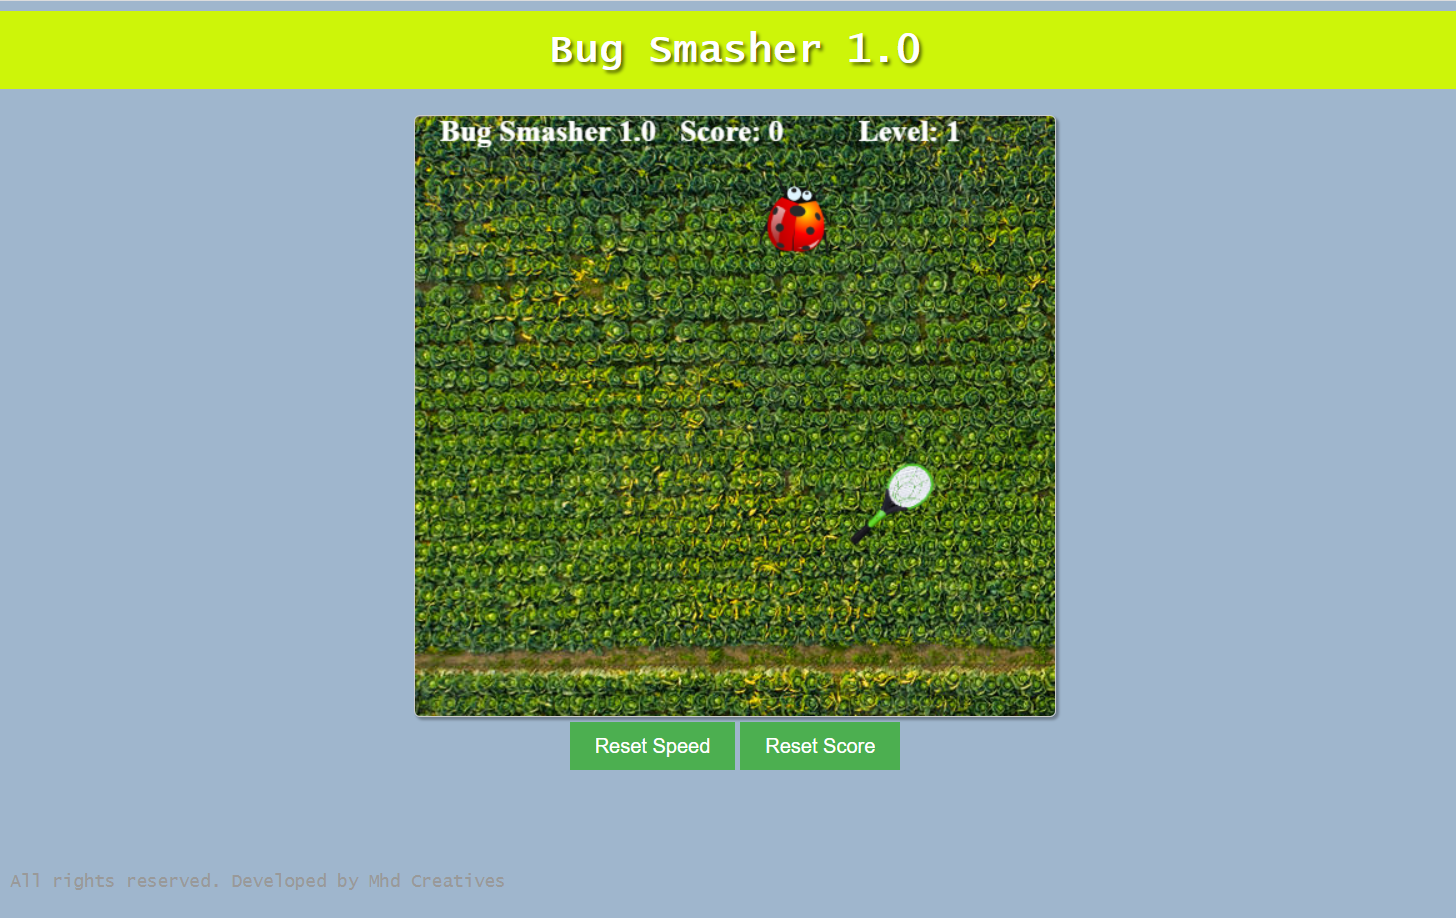 Bug Smasher 1.0
Bug Smasher 1.0 Score: 0 Level: 1
Reset Speed Reset Score
All rights reserved. Developed by Mhd Creatives